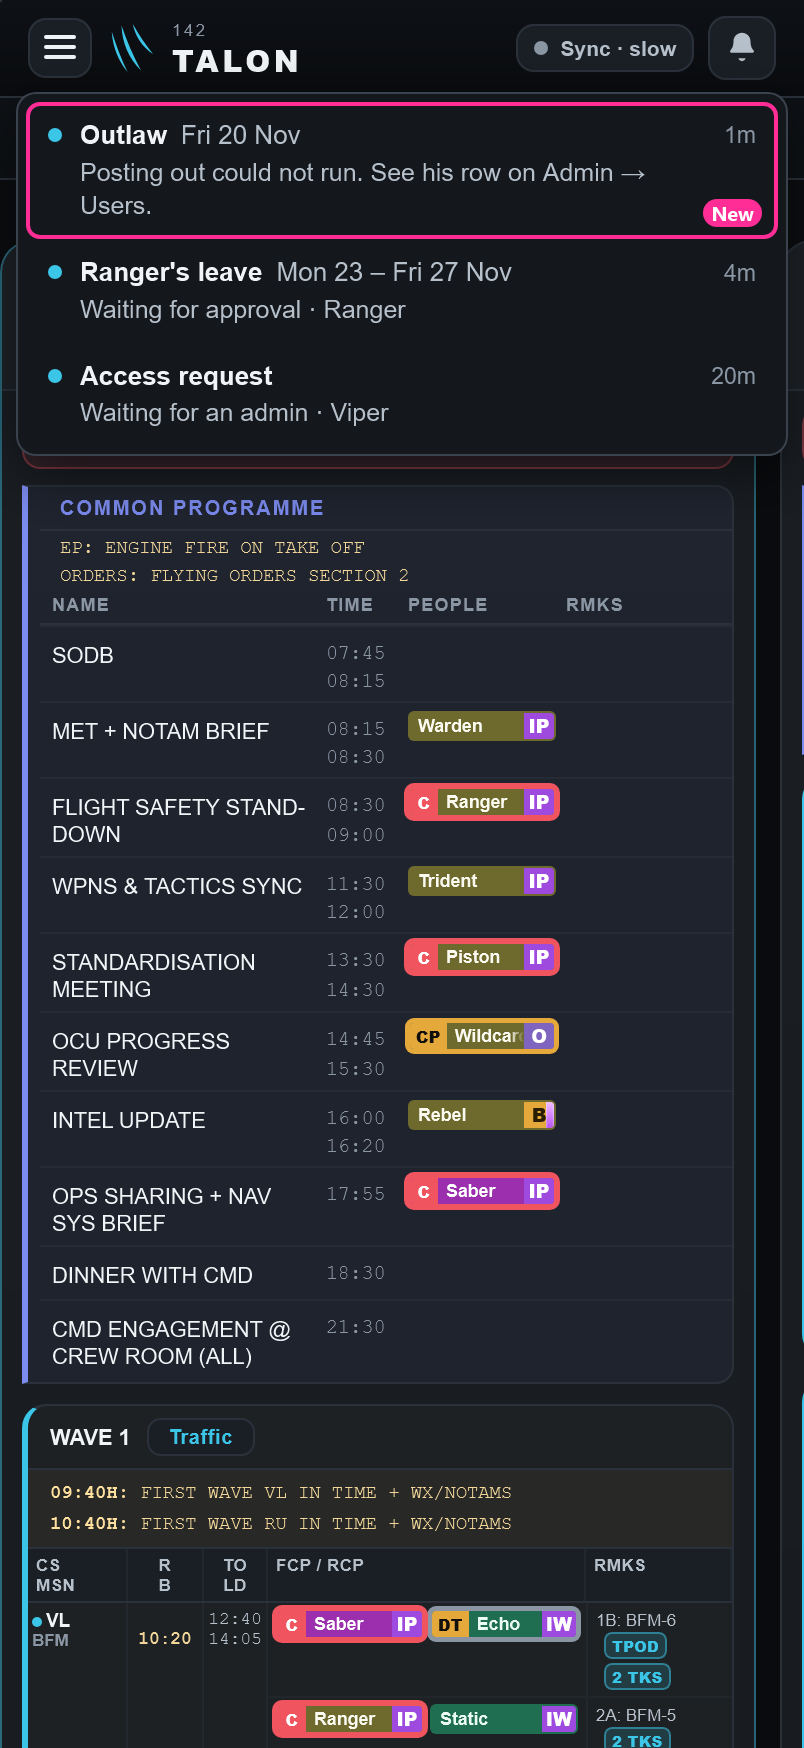 142
TALON
Sync · slow
Outlaw Fri 20 Nov 1m
Posting out could not run. See his row on Admin →
Users.
New
Ranger's leave Mon 23 – Fri 27 Nov 4m
Waiting for approval · Ranger
Access request 20m
Waiting for an admin · Viper
COMMON PROGRAMME
EP: ENGINE FIRE ON TAKE OFF
ORDERS: FLYING ORDERS SECTION 2
NAME TIME PEOPLE RMKS
SODB 07:45
08:15
MET + NOTAM BRIEF 08:15 Warden IP
08:30
FLIGHT SAFETY STAND- 08:30 C Ranger IP
DOWN 09:00
WPNS & TACTICS SYNC 11:30 Trident IP
12:00
STANDARDISATION 13:30 C Piston IP
MEETING 14:30
OCU PROGRESS 14:45 CP Wildcar O
REVIEW 15:30
INTEL UPDATE 16:00 Rebel B
16:20
OPS SHARING + NAV 17:55 C Saber IP
SYS BRIEF
DINNER WITH CMD 18:30
CMD ENGAGEMENT @ 21:30
CREW ROOM (ALL)
WAVE 1 Traffic
09:40H: FIRST WAVE VL IN TIME + WX/NOTAMS
10:40H: FIRST WAVE RU IN TIME + WX/NOTAMS
CS R TO FCP / RCP RMKS
MSN B LD
VL 12:40 C Saber IP DT Echo IW 1B: BFM-6
BFM 10:20 14:05 TPOD
2 TKS
C Ranger IP Static IW 2A: BFM-5
2 TKS